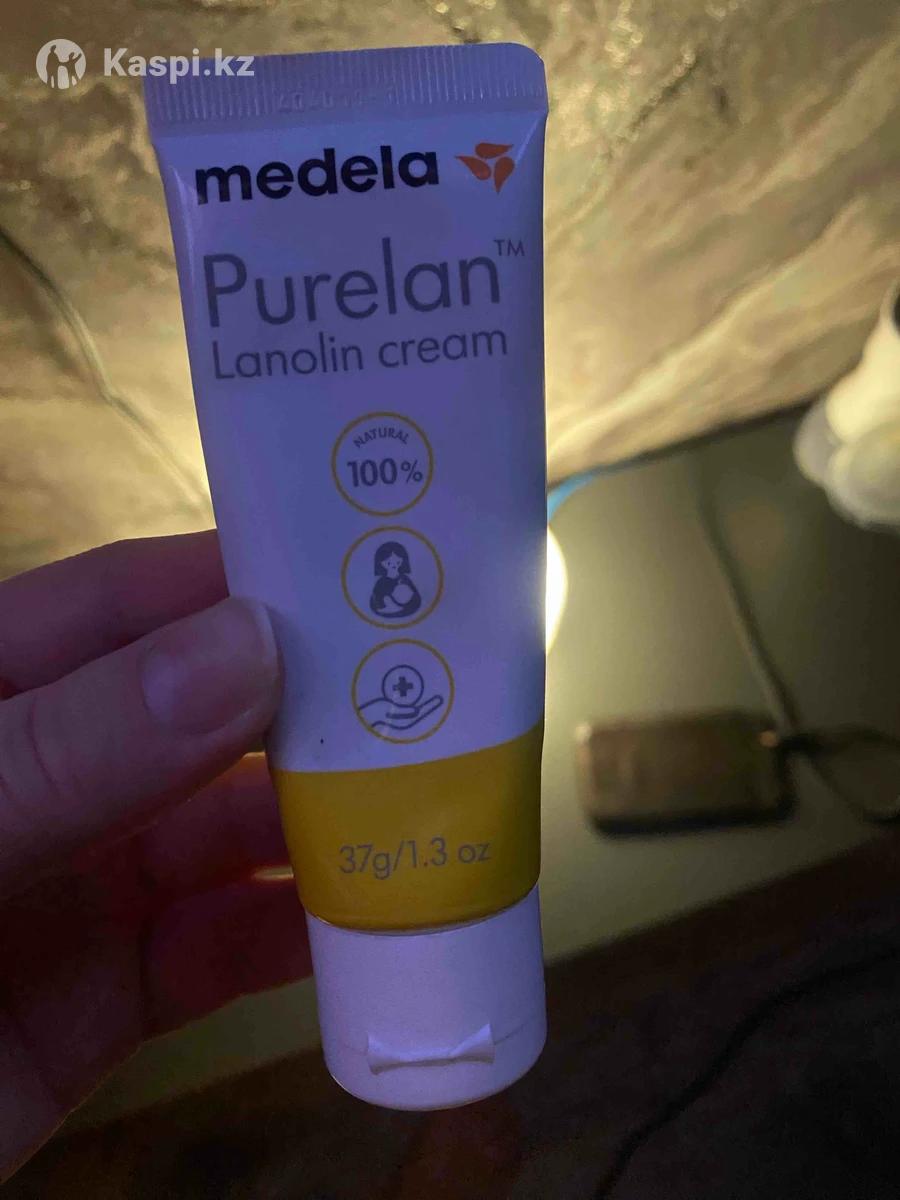 Kaspi.kz
medela
Purelan™
Lanolin cream
NATURAL
100%
37g/1.3 oz